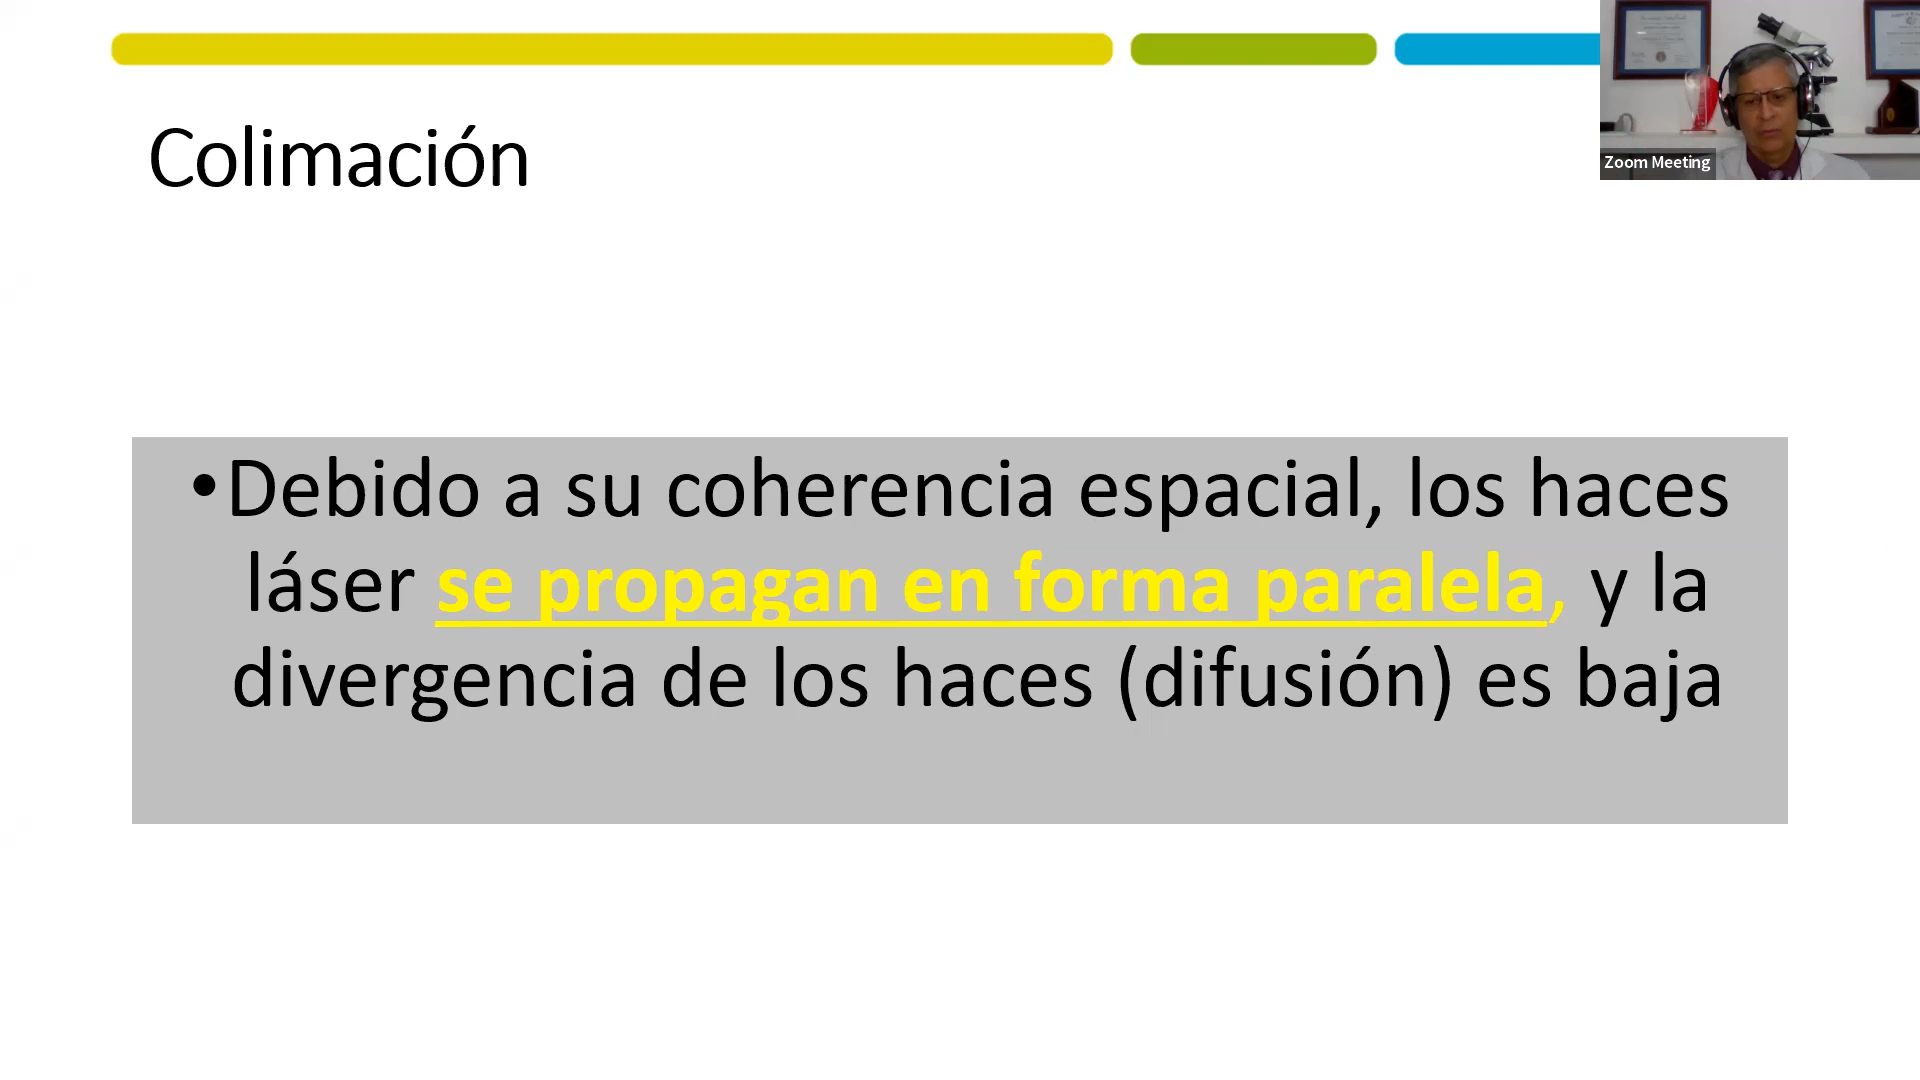 Colimación
Zoom Meeting
•Debido a su coherencia espacial, los haces
láser se propagan en forma paralela, y la
divergencia de los haces (difusión) es baja